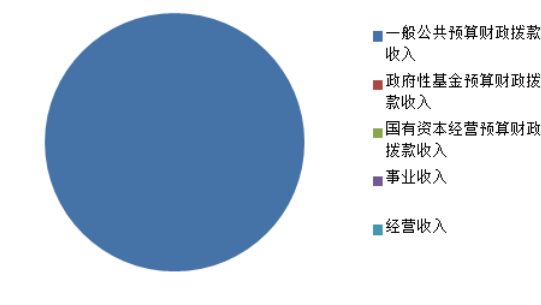 一般公共预算财政拨款
收入
政府性基金预算财政拨
款收入
国有资本经营预算财政
拨款收入
事业收入
经营收入